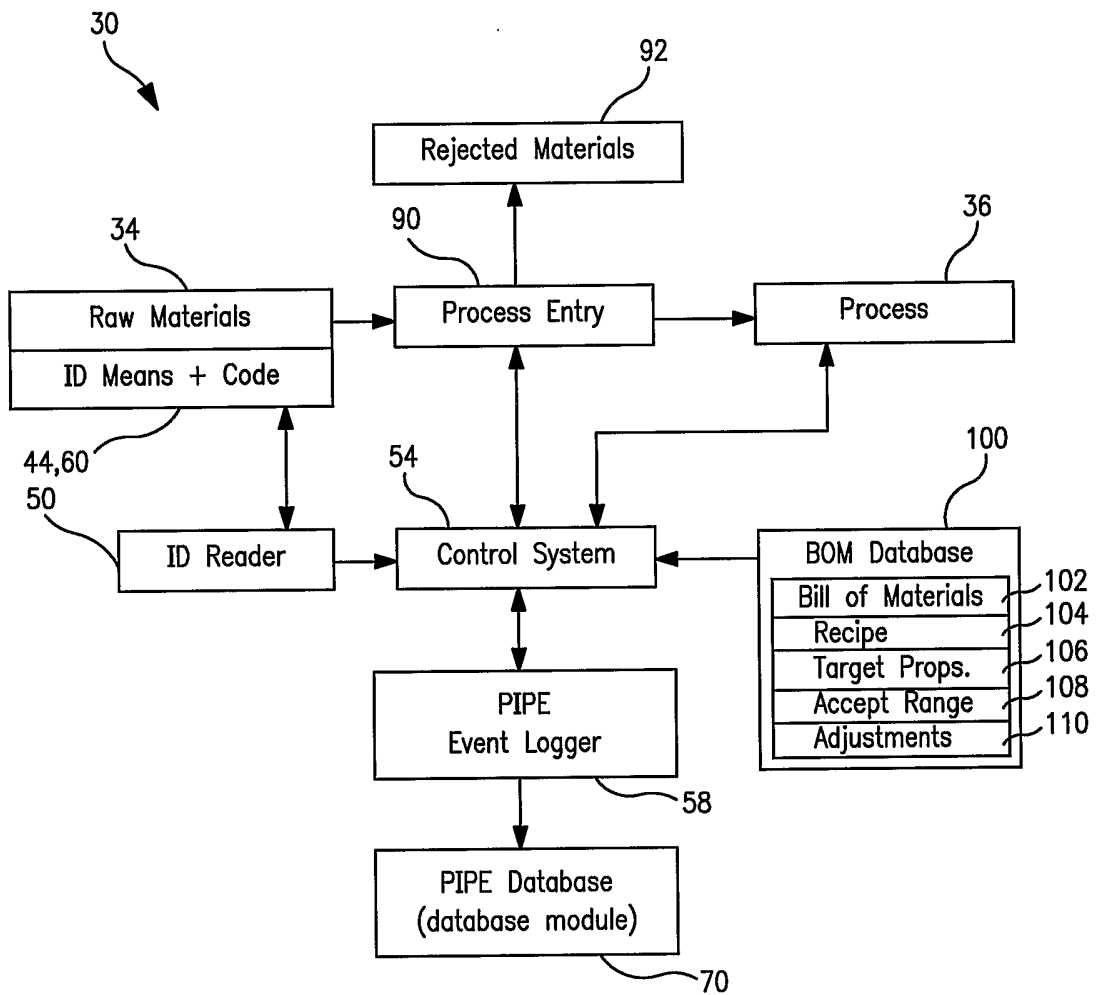 30
92
Rejected Materials
34
90
36
Raw Materials
Process Entry
Process
ID Means + Code
44,60
50
54
100
ID Reader
Control System
BOM Database
Bill of Materials
102
Recipe
104
Target Props.
106
Accept Range
108
Adjustments
110
PIPE
Event Logger
58
PIPE Database
(database module)
70